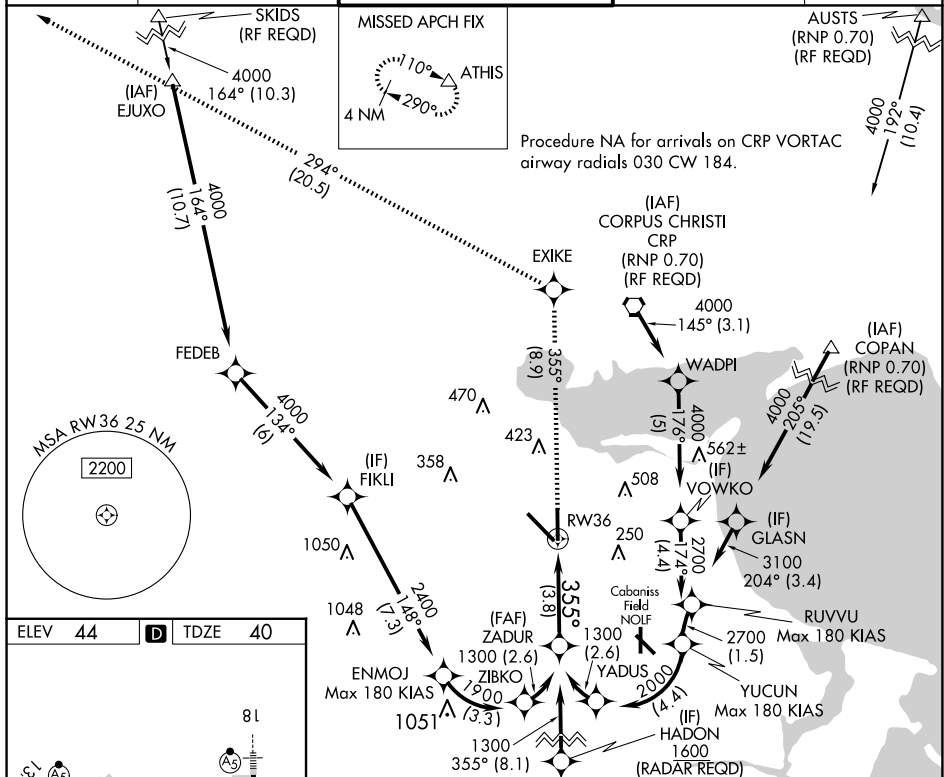 SKIDS
(RF REQD)
4000
164° (10.3)
(IAF)
EJUXO
MISSED APCH FIX
110°
ATHIS
290°
4 NM
AUSTS
(RNP 0.70)
(RF REQD)
4000
192°
(10.4)
Procedure NA for arrivals on CRP VORTAC
airway radials 030 CW 184.
294°
(20.5)
4000
164°
(10.7)
(IAF)
CORPUS CHRISTI
CRP
(RNP 0.70)
(RF REQD)
EXIKE
4000
145° (3.1)
(IAF)
COPAN
(RNP 0.70)
(RF REQD)
FEDEB
355°
(8.9)
WADPI
4000
134°
(6)
470
4000
176°
(5)
4000
205°
(19.5)
MSA RW36 25 NM
2200
423
562±
(IF)
FIKLI
358
508
(IF)
VOWKO
RW36
(IF)
GLASN
1050
250
2700
174°
(4.4)
3100
204° (3.4)
2400
148°
(7.3)
355°
(3.8)
Cabaniss
Field
NOLF
1048
RUVVU
Max 180 KIAS
ELEV 44
D
TDZE 40
(FAF)
ZADUR
1300 (2.6)
1300
(2.6)
2700
(1.5)
ENMOJ
Max 180 KIAS
ZIBKO
YADUS
YUCUN
Max 180 KIAS
1900
(3.3)
2000
(4.4)
1051
(IF)
HADON
1600
(RADAR REQD)
1300
355° (8.1)
18
A5
13
A5